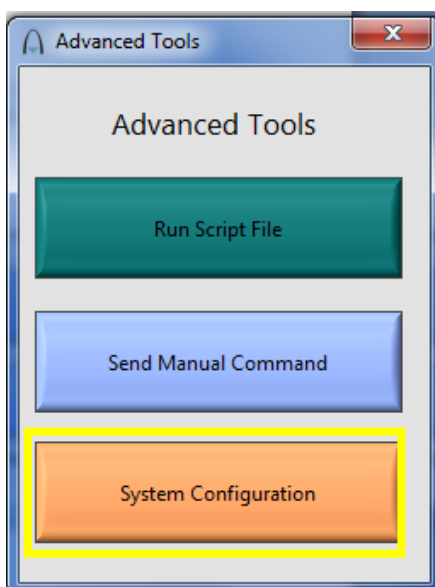 Advanced Tools
Advanced Tools
Run Script File
Send Manual Command
System Configuration